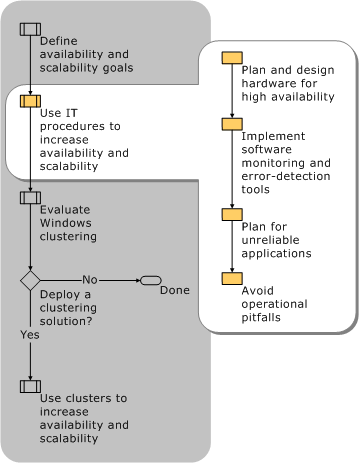 Define
availability and
scalability goals
Use IT
procedures to
increase
availability and
scalability
Evaluate
Windows
clustering
No
Done
Deploy a
clustering
solution?
Yes
Use clusters to
increase
availability and
scalability
Plan and design
hardware for
high availability
Implement
software
monitoring and
error-detection
tools
Plan for
unreliable
applications
Avoid
operational
pitfalls